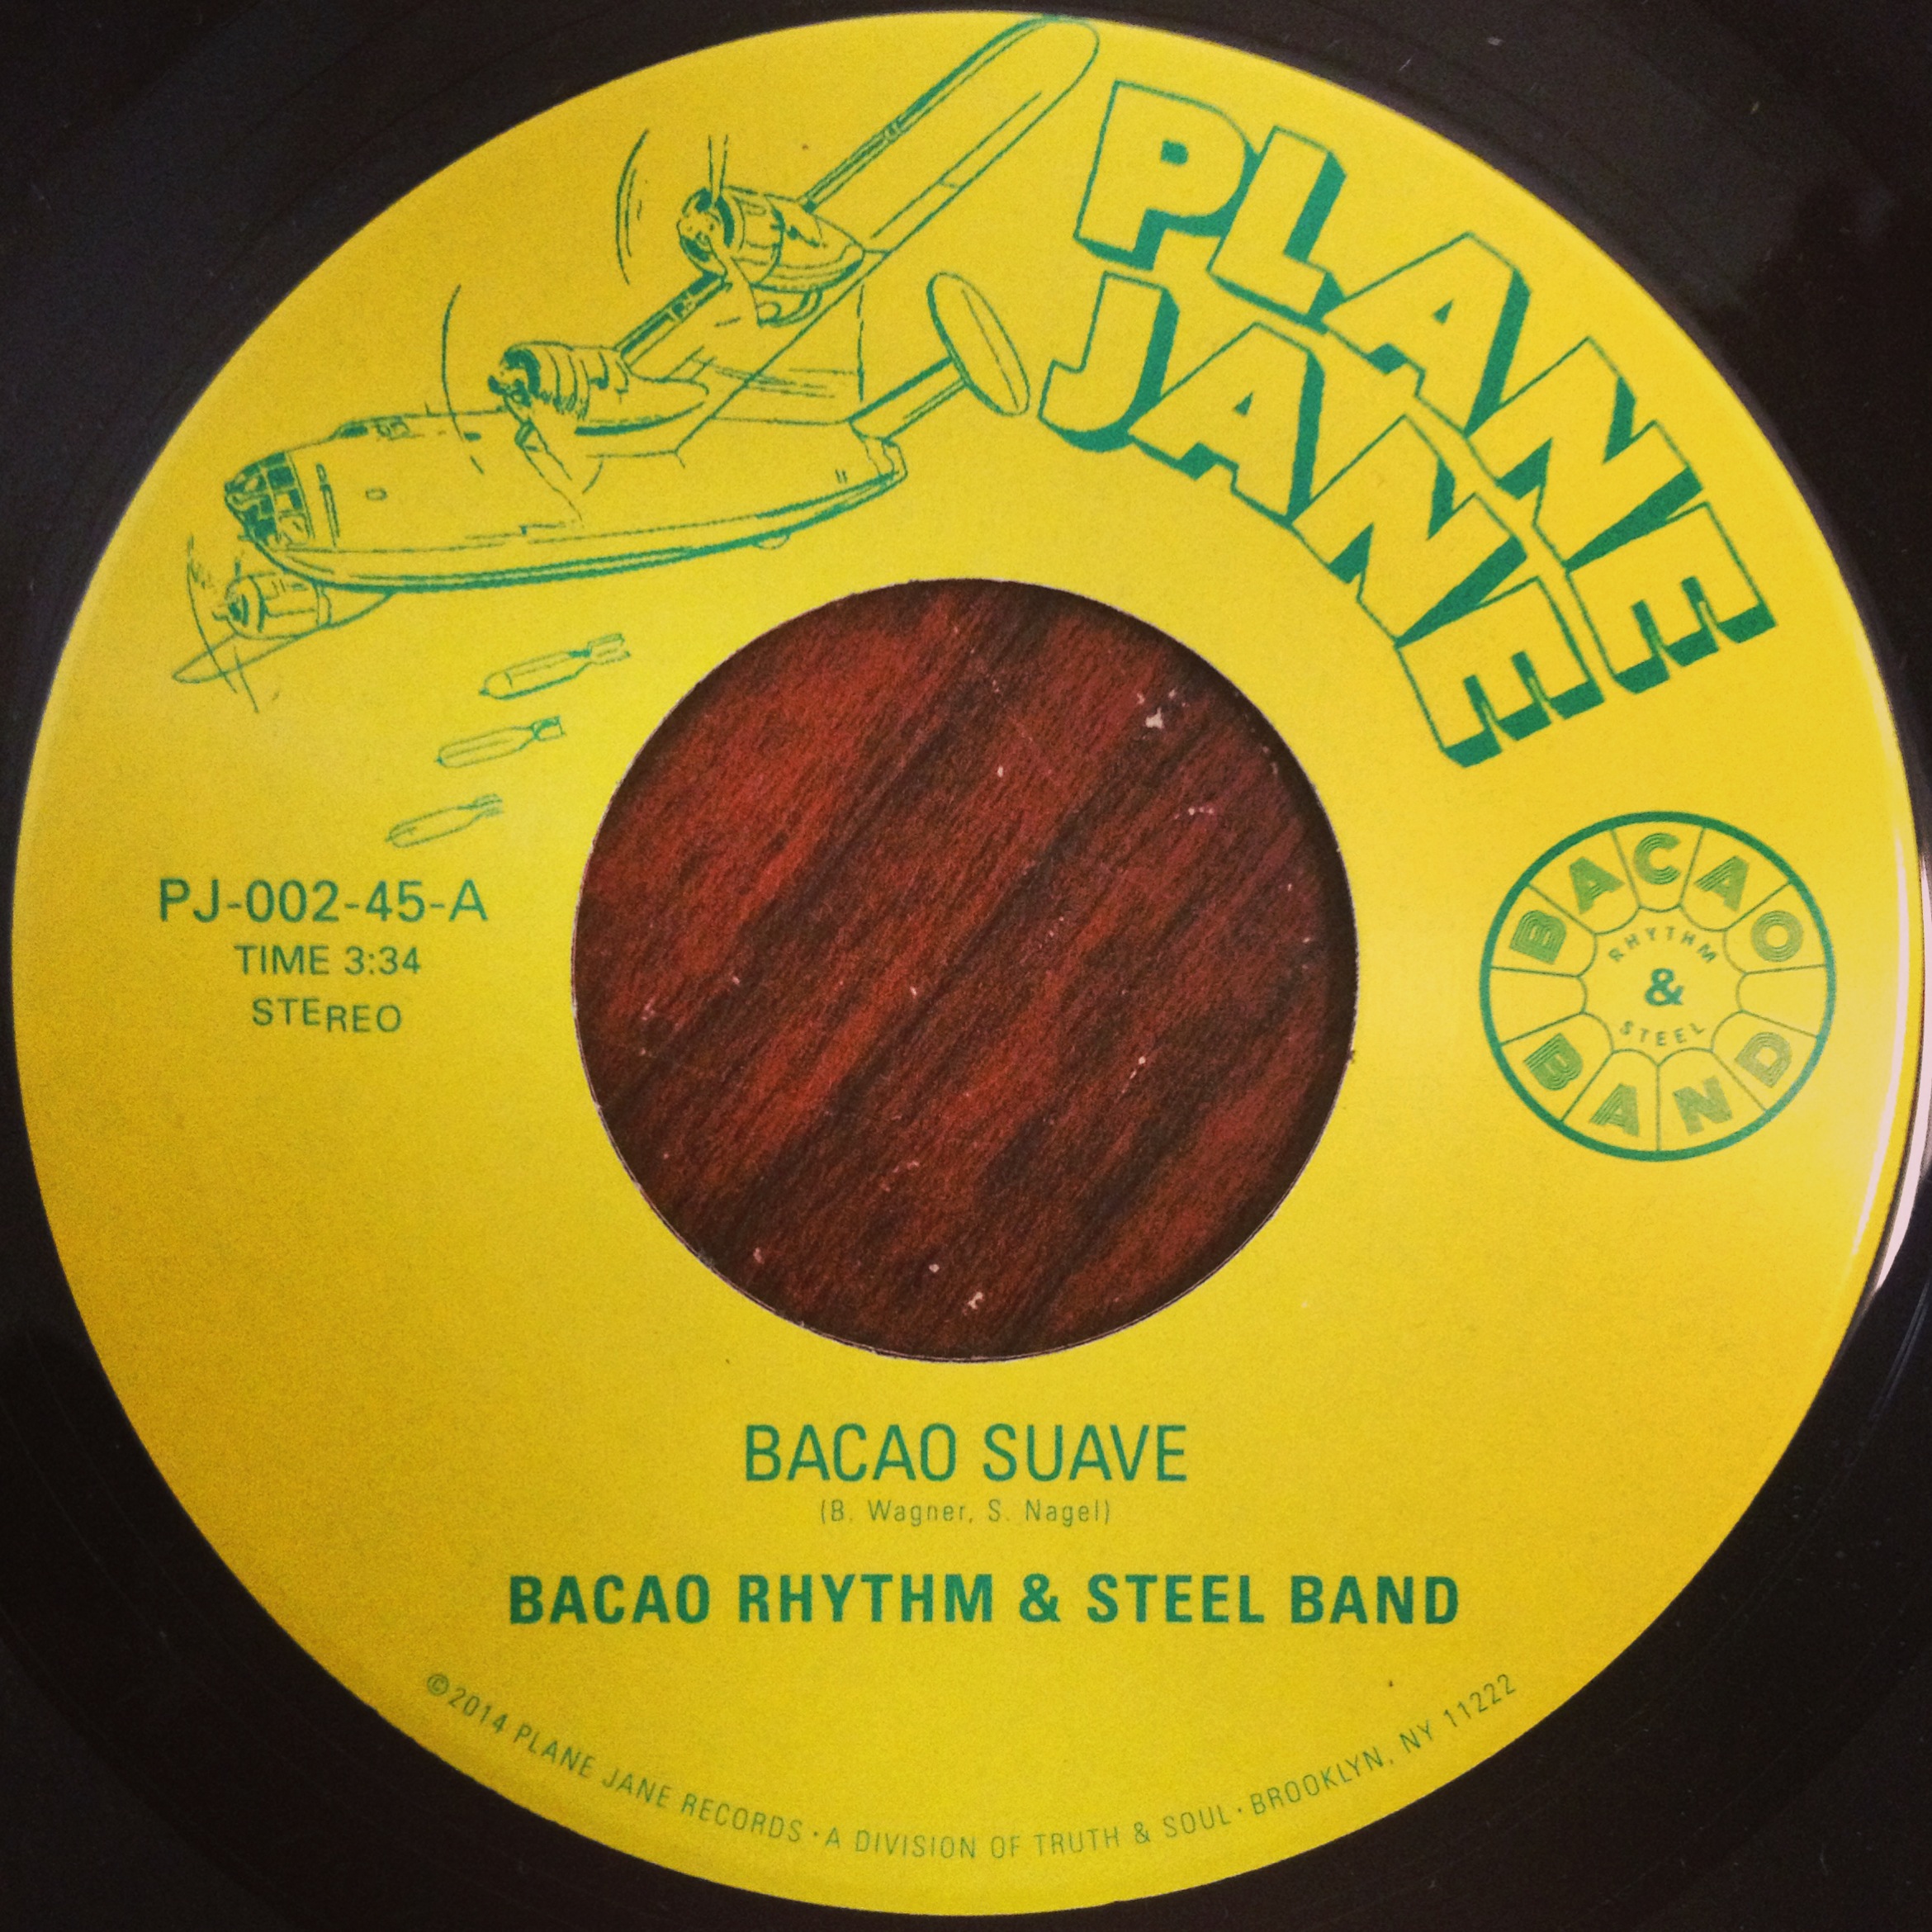 PLANE
JANE
PJ-002-45-A
TIME 3:34
STEREO
BACAO
RHYTHM
&
STEEL
BAND
BACAO SUAVE
(B. Wagner, S. Nagel)
BACAO RHYTHM & STEEL BAND
©2014 PLANE JANE RECORDS · A DIVISION OF TRUTH & SOUL · BROOKLYN, NY 11222